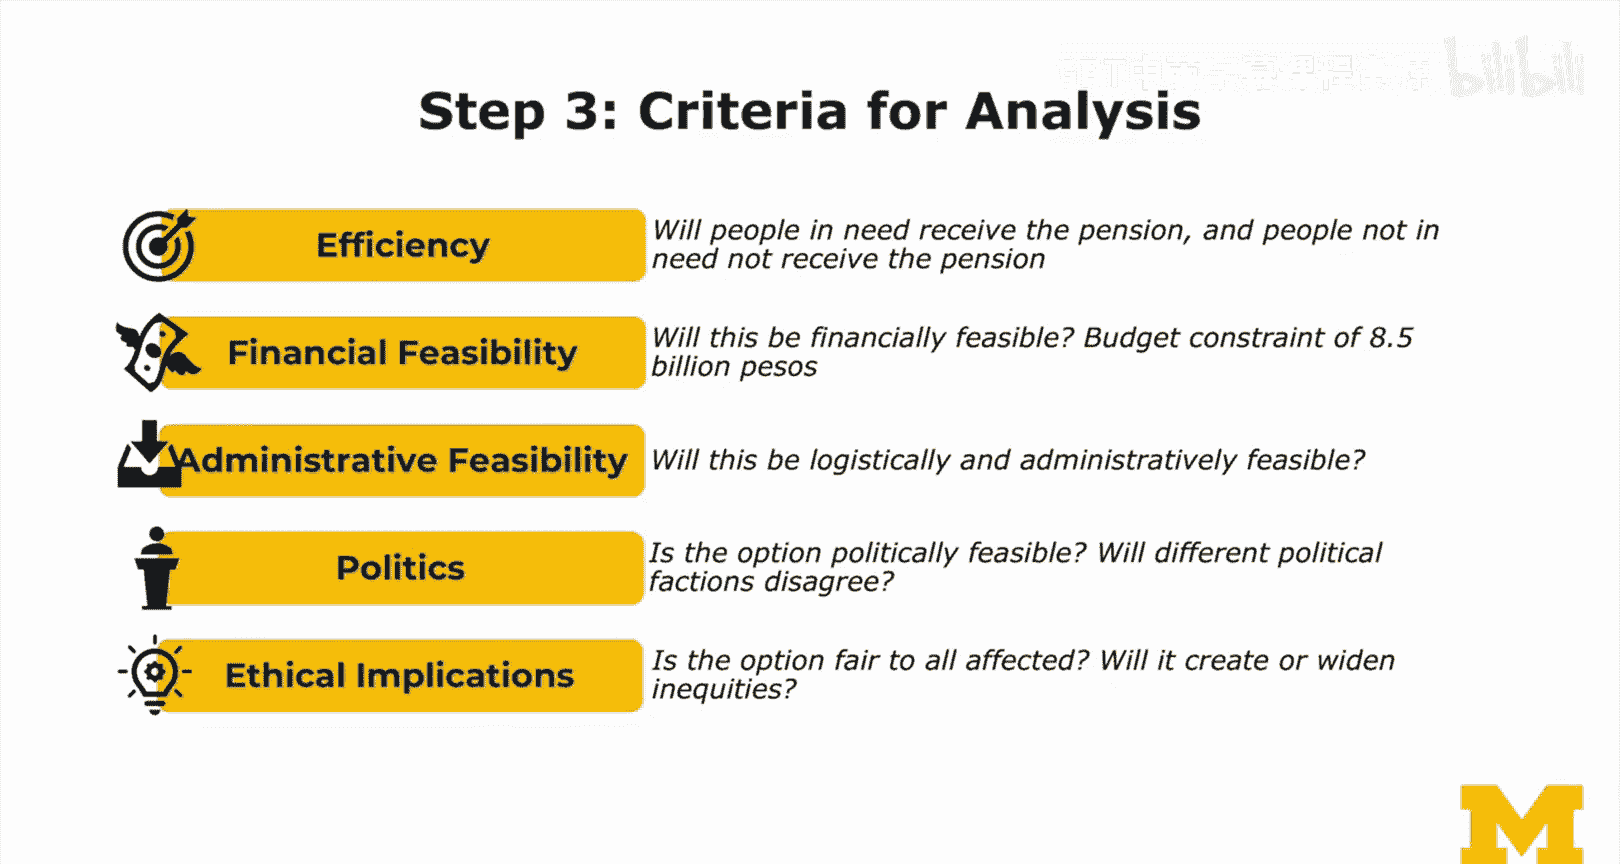 bilibili
Step 3: Criteria for Analysis
Efficiency
Will people in need receive the pension, and people not in
need not receive the pension
Financial Feasibility
Will this be financially feasible? Budget constraint of 8.5
billion pesos
Administrative Feasibility
Will this be logistically and administratively feasible?
Politics
Is the option politically feasible? Will different political
factions disagree?
Ethical Implications
Is the option fair to all affected? Will it create or widen
inequities?
M